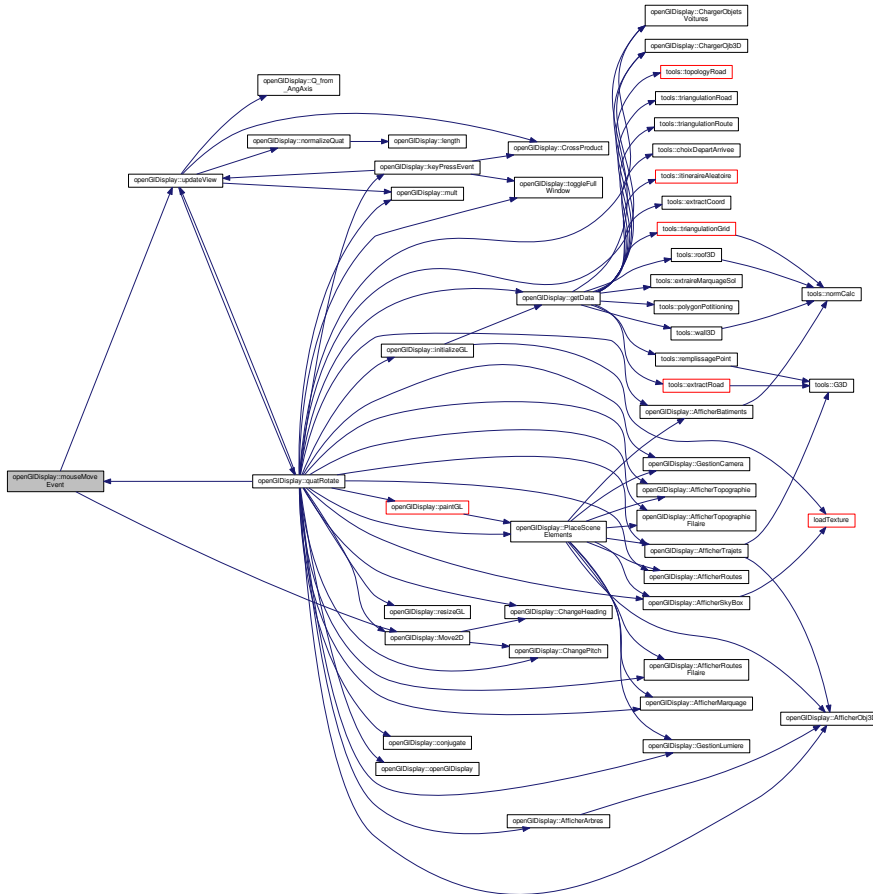 openGlDisplay::ChargerObjets
Voitures
openGlDisplay::ChargerOjb3D
tools::topologyRoad
openGlDisplay::Q_from
_AngAxis
tools::triangulationRoad
tools::triangulationRoute
openGlDisplay::normalizeQuat
openGlDisplay::length
openGlDisplay::CrossProduct
tools::choixDepartArrivee
openGlDisplay::updateView
openGlDisplay::keyPressEvent
tools::itineraireAleatoire
openGlDisplay::mult
openGlDisplay::toggleFull
Window
tools::extractCoord
tools::triangulationGrid
tools::roof3D
tools::extraireMarquageSol
openGlDisplay::getData
tools::normCalc
tools::polygonPotitioning
tools::wall3D
openGlDisplay::initializeGL
tools::remplissagePoint
tools::extractRoad
tools::G3D
openGlDisplay::AfficherBatiments
openGlDisplay::GestionCamera
openGlDisplay::mouseMove
Event
openGlDisplay::quatRotate
openGlDisplay::AfficherTopographie
openGlDisplay::paintGL
openGlDisplay::PlaceScene
Elements
openGlDisplay::AfficherTopographie
Filaire
loadTexture
openGlDisplay::AfficherTrajets
openGlDisplay::AfficherRoutes
openGlDisplay::AfficherSkyBox
openGlDisplay::resizeGL
openGlDisplay::ChangeHeading
openGlDisplay::Move2D
openGlDisplay::ChangePitch
openGlDisplay::AfficherRoutes
Filaire
openGlDisplay::AfficherMarquage
openGlDisplay::AfficherObj3D
openGlDisplay::conjugate
openGlDisplay::GestionLumiere
openGlDisplay::openGlDisplay
openGlDisplay::AfficherArbres